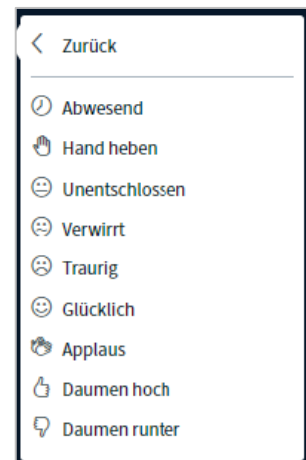 Zurück
Abwesend
Hand heben
Unentschlossen
Verwirrt
Traurig
Glücklich
Applaus
Daumen hoch
Daumen runter